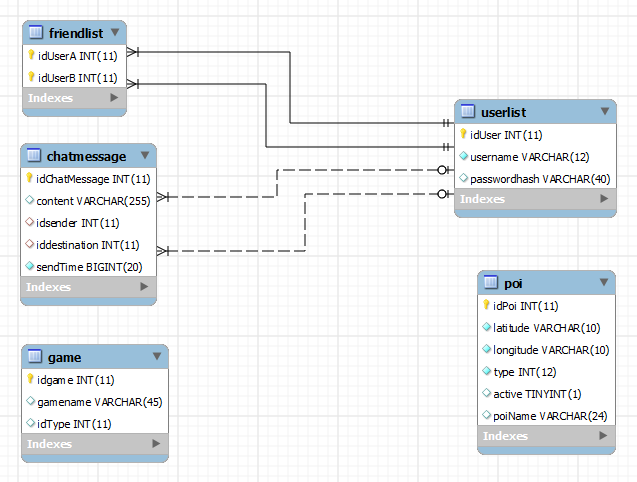 friendlist
idUserA INT(11)
idUserB INT(11)
Indexes
userlist
idUser INT(11)
username VARCHAR(12)
passwordhash VARCHAR(40)
Indexes
chatmessage
idChatMessage INT(11)
content VARCHAR(255)
idsender INT(11)
iddestination INT(11)
sendTime BIGINT(20)
Indexes
poi
idPoi INT(11)
latitude VARCHAR(10)
longitude VARCHAR(10)
type INT(12)
active TINYINT(1)
poiName VARCHAR(24)
Indexes
game
idgame INT(11)
gamename VARCHAR(45)
idType INT(11)
Indexes